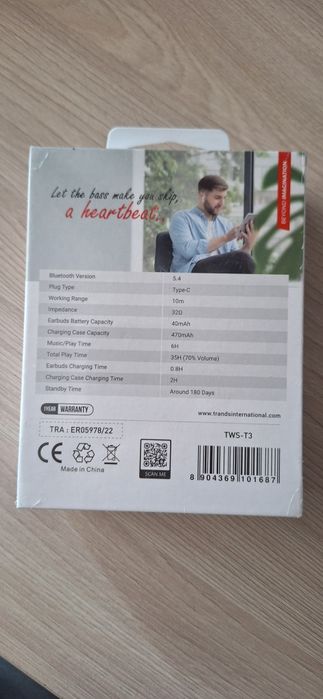 Let the bass make you skip,
a heartbeat..
BEYOND IMAGINATION
Bluetooth Version 5.4
Plug Type Type-C
Working Range 10m
Impedance 32Ω
Earbuds Battery Capacity 40mAh
Charging Case Capacity 470mAh
Music/Play Time 6H
Total Play Time 35H (70% Volume)
Earbuds Charging Time 0.8H
Charging Case Charging Time 2H
Standby Time Around 180 Days
1YEAR WARRANTY
www.trandsinternational.com
TRA : ER05978/22
TWS-T3
CE
SCAN ME
Made in China
8 904369 101687